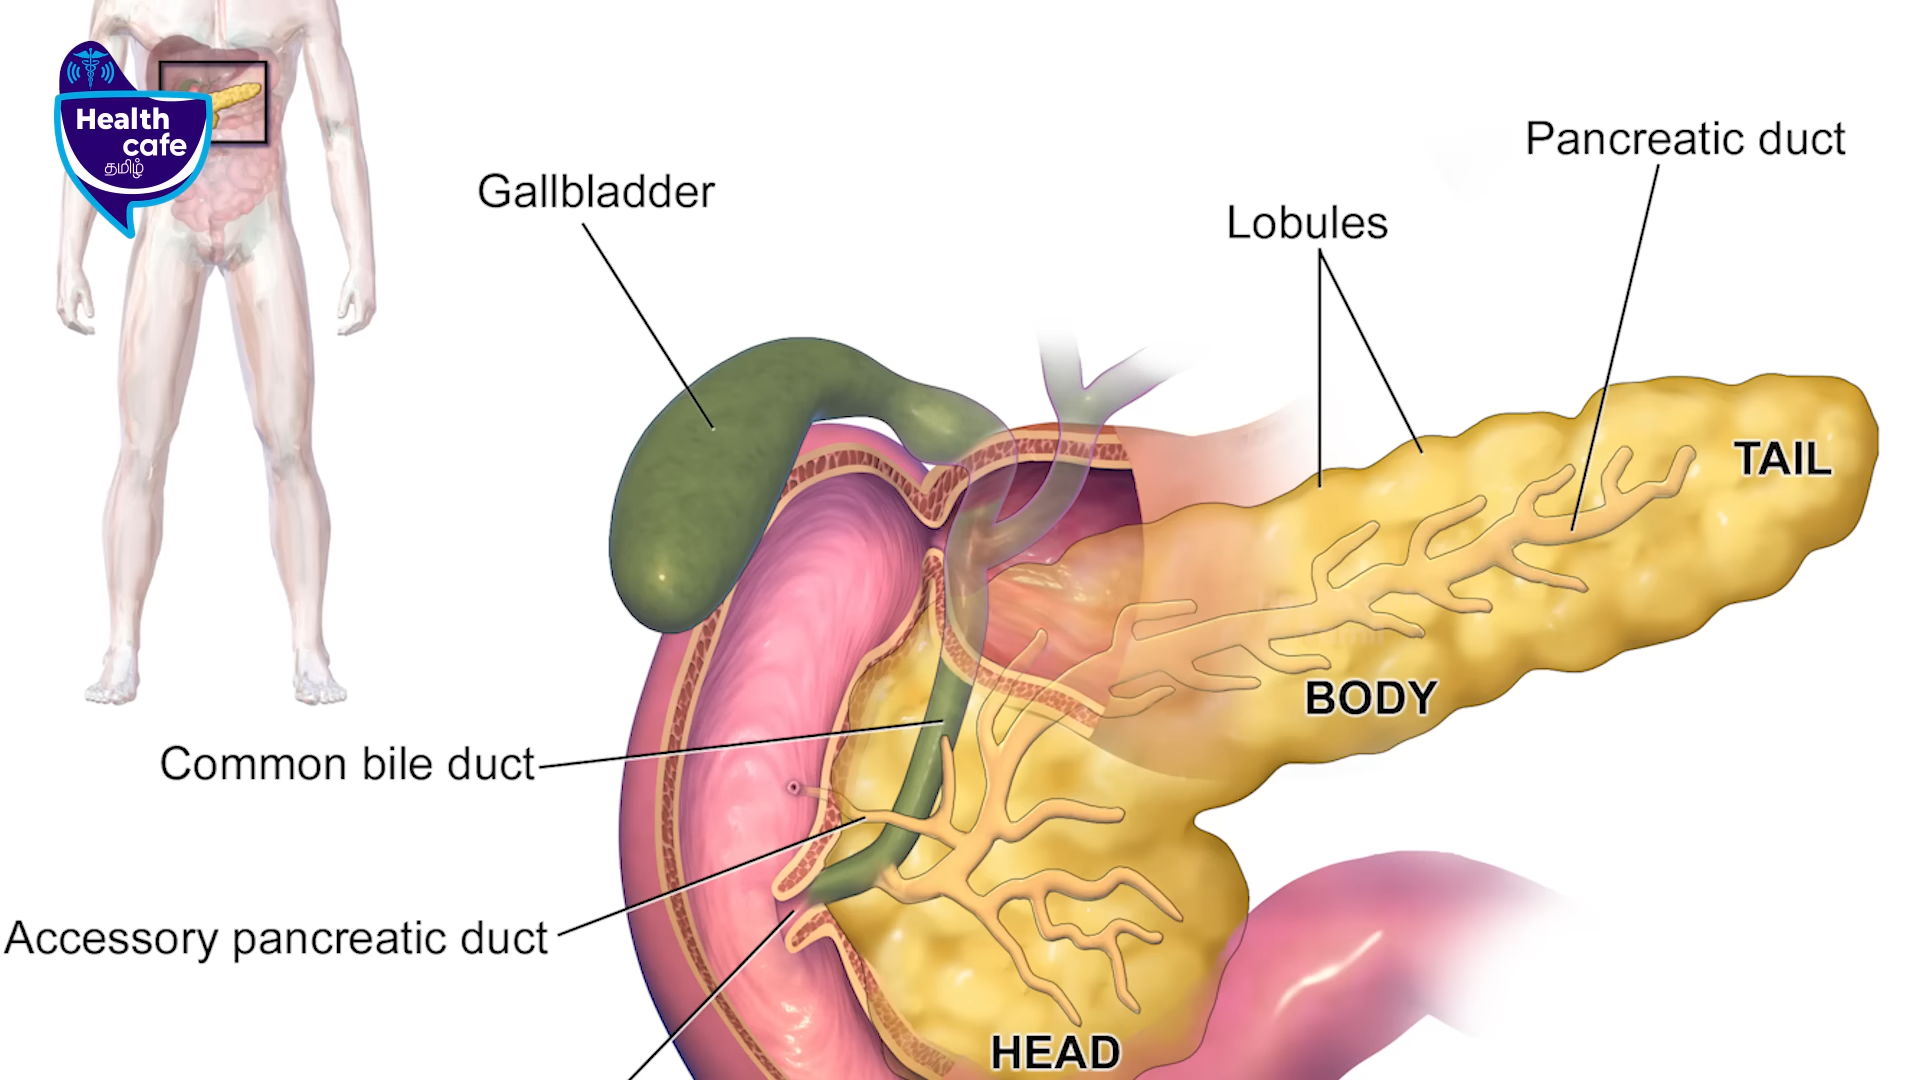 Health
cafe
தமிழ்
Gallbladder
Pancreatic duct
Lobules
TAIL
BODY
Common bile duct
Accessory pancreatic duct
HEAD